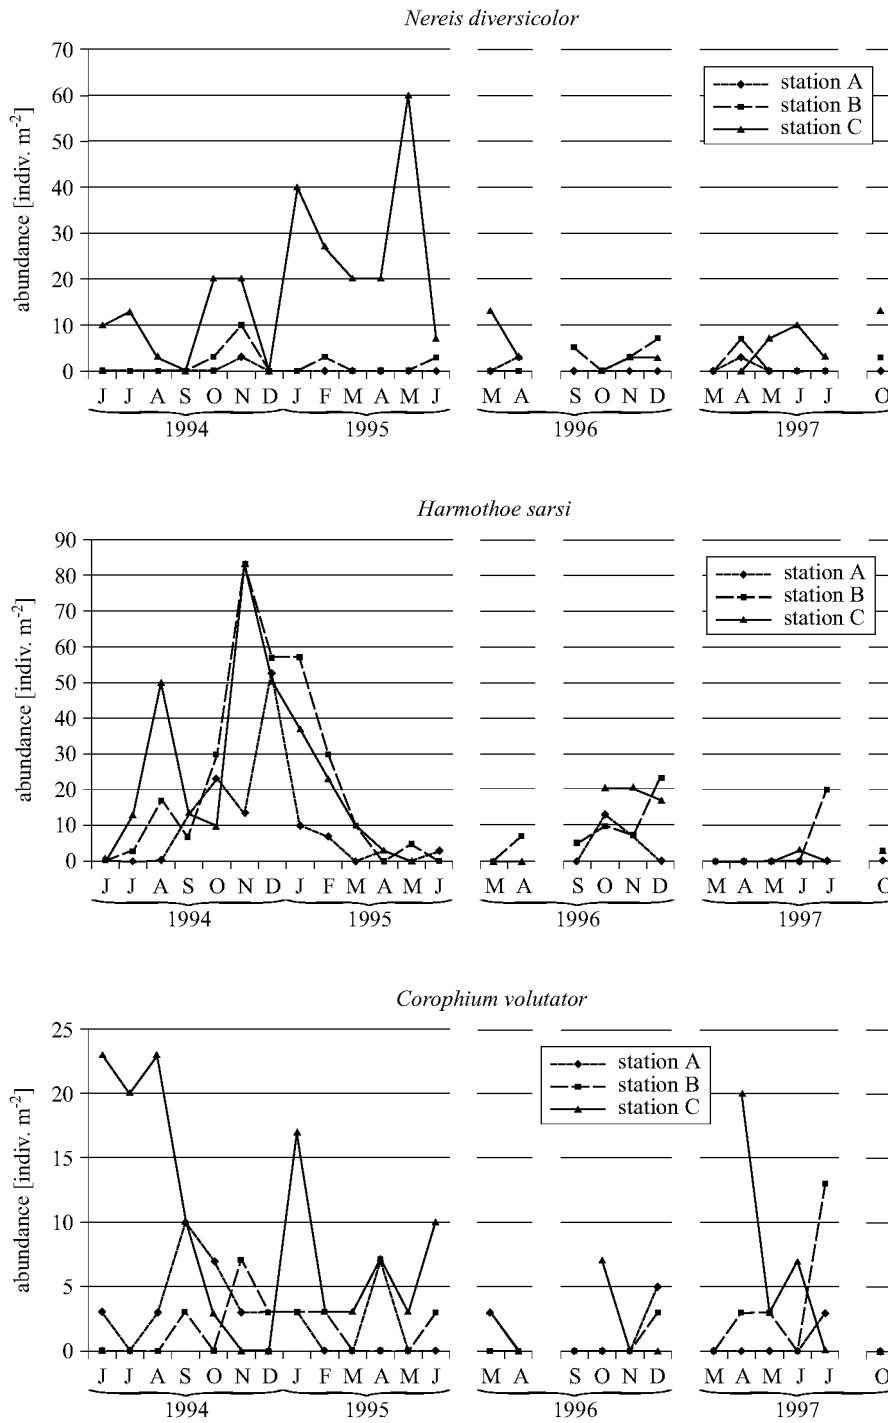 Nereis diversicolor
70
60
50
40
30
20
10
0
abundance [indiv. m-2]
station A
station B
station C
J J A S O N D J F M A M J M A S O N D M A M J J O
1994 1995 1996 1997
Harmothoe sarsi
90
80
70
60
50
40
30
20
10
0
abundance [indiv. m-2]
station A
station B
station C
J J A S O N D J F M A M J M A S O N D M A M J J O
1994 1995 1996 1997
Corophium volutator
25
20
15
10
5
0
abundance [indiv. m-2]
station A
station B
station C
J J A S O N D J F M A M J M A S O N D M A M J J O
1994 1995 1996 1997